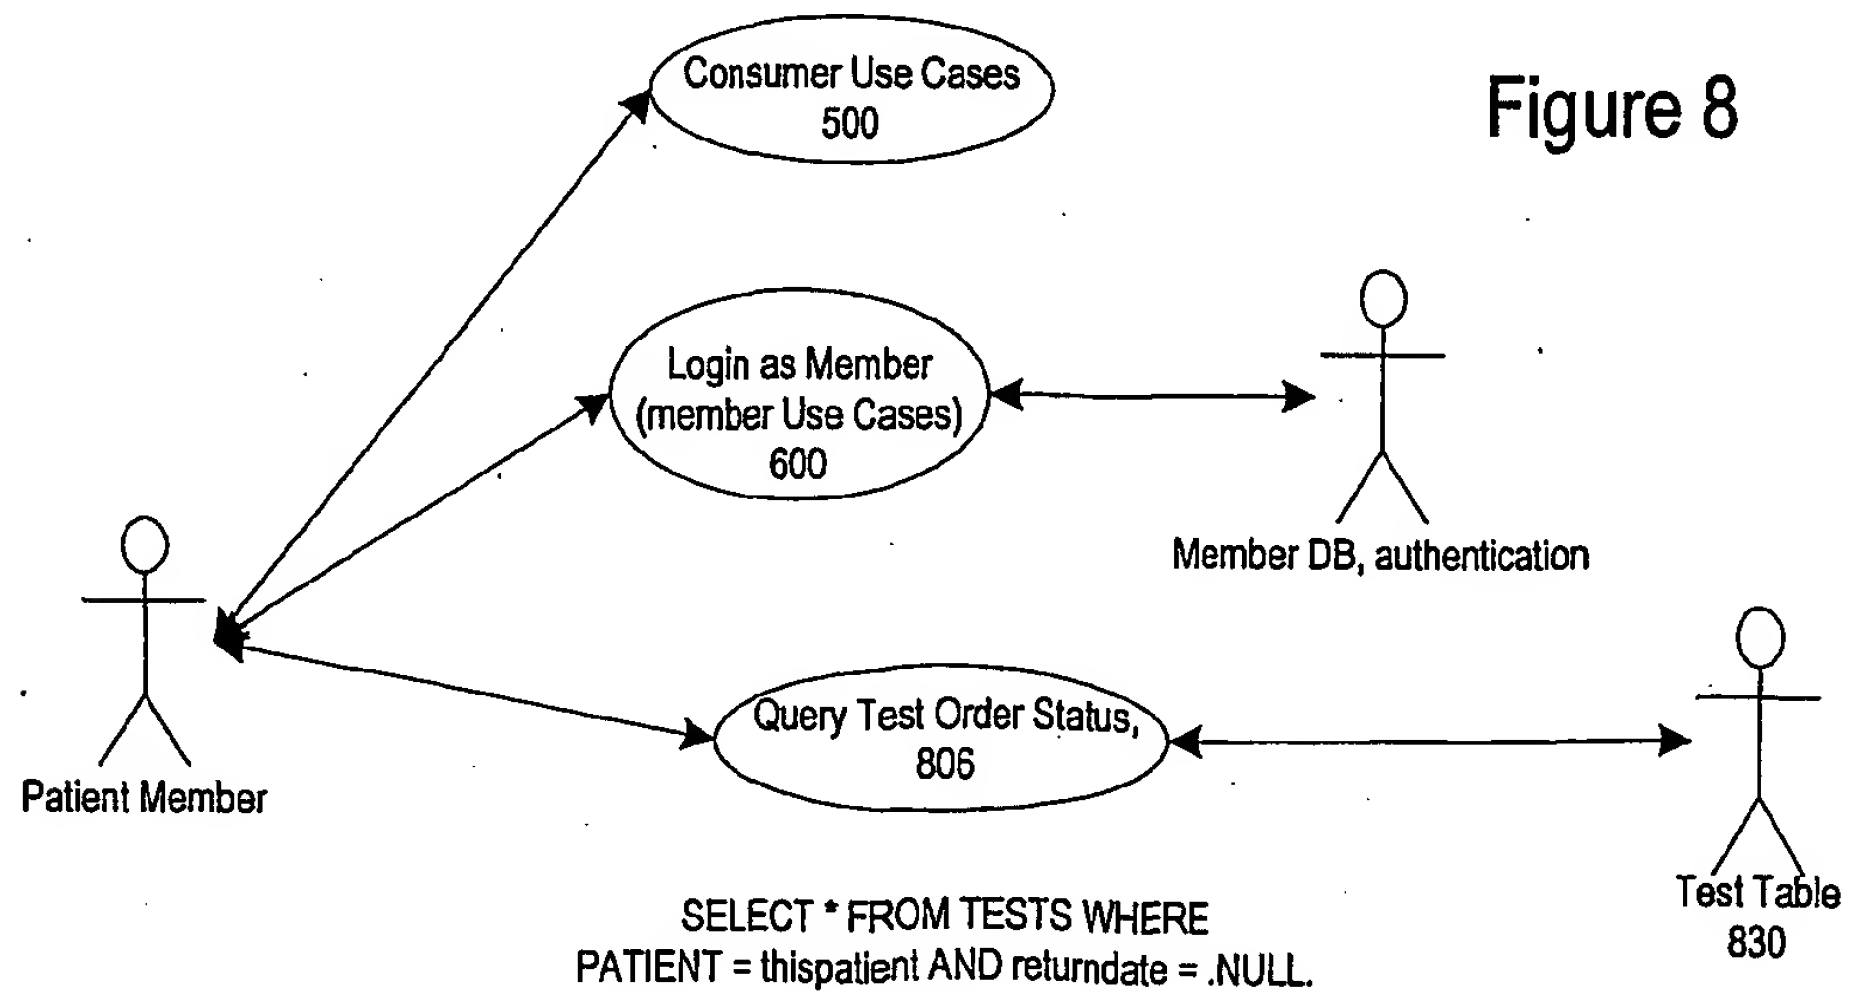 Consumer Use Cases
500
Figure 8
Login as Member
(member Use Cases)
600
Member DB, authentication
Query Test Order Status,
806
Patient Member
Test Table
830
SELECT * FROM TESTS WHERE
PATIENT = thispatient AND returndate = .NULL.